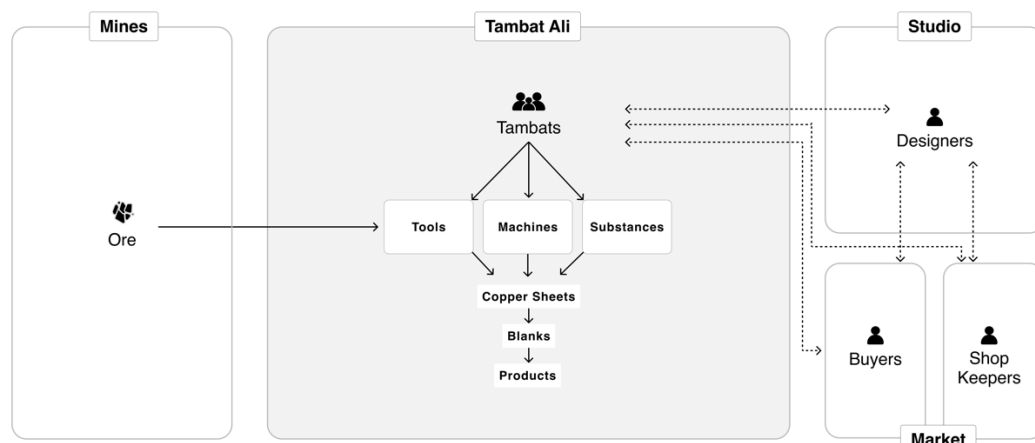 Mines
Tambat Ali
Studio
Tambats
Designers
Ore
Tools
Machines
Substances
Copper Sheets
Blanks
Products
Buyers
Shop
Keepers
Market